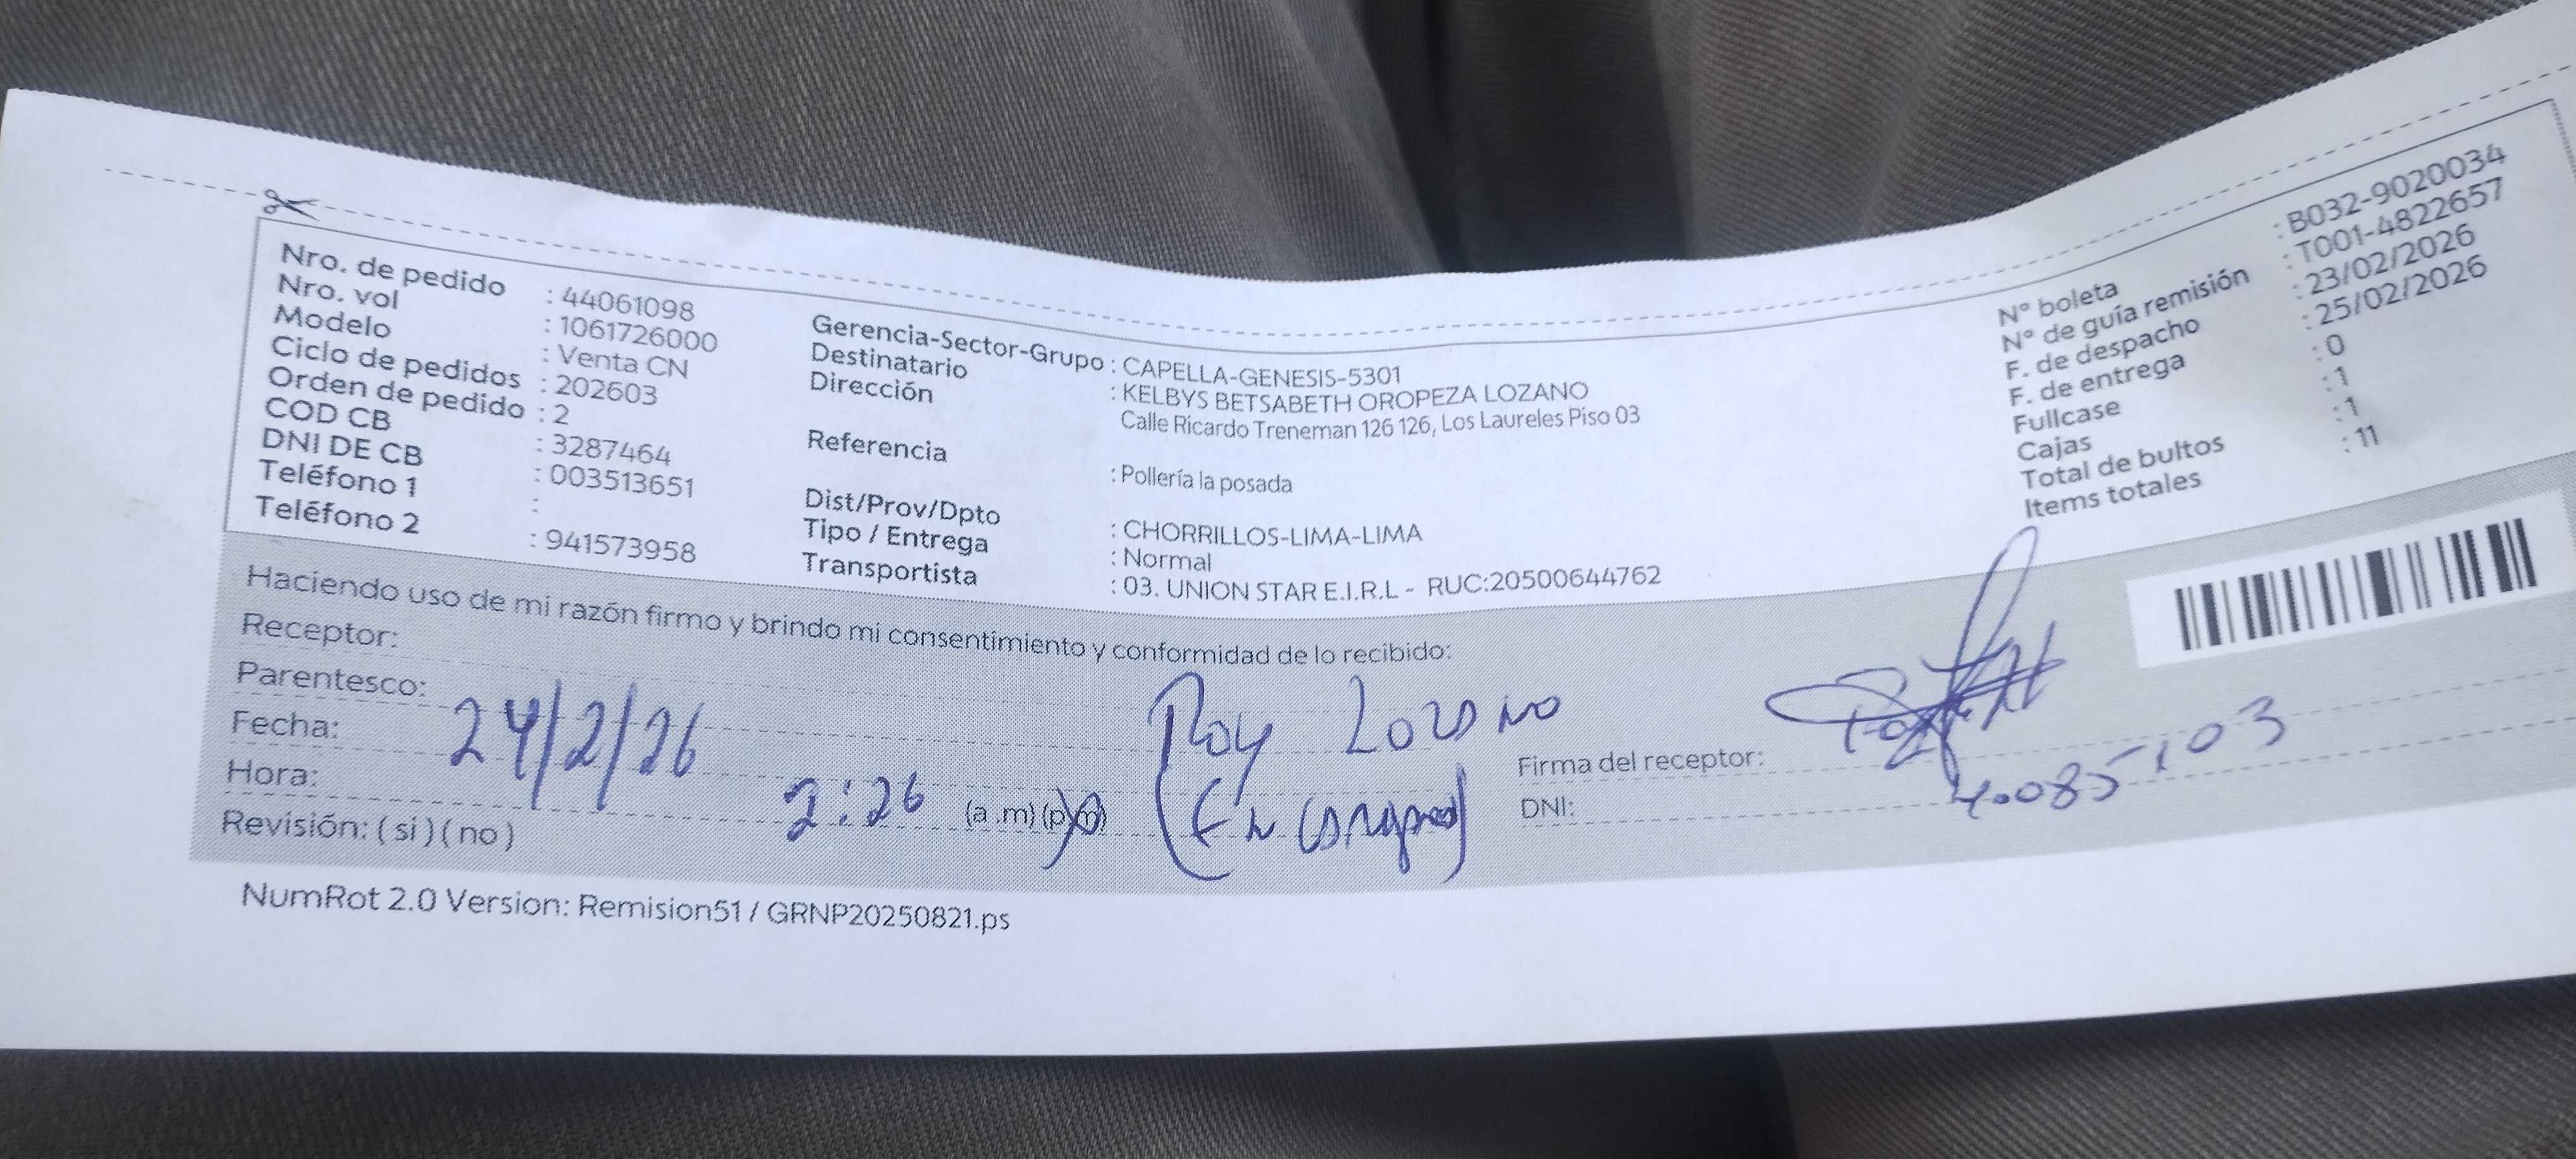 Nro. de pedido : 44061098
Nro. vol : 1061726000
Modelo : Venta CN
Ciclo de pedidos : 202603
Orden de pedido : 2
COD CB : 3287464
DNI DE CB : 003513651
Teléfono 1 :
Teléfono 2 : 941573958
Gerencia-Sector-Grupo : CAPELLA-GENESIS-5301
Destinatario : KELBYS BETSABETH OROPEZA LOZANO
Dirección Calle Ricardo Treneman 126 126, Los Laureles Piso 03
Referencia : Pollería la posada
Dist/Prov/Dpto : CHORRILLOS-LIMA-LIMA
Tipo / Entrega : Normal
Transportista : 03. UNION STAR E.I.R.L - RUC:20500644762
N° boleta : B032-9020034
N° de guía remisión : T001-4822657
F. de despacho : 23/02/2026
F. de entrega : 25/02/2026
Fullcase : 0
Cajas : 1
Total de bultos : 1
Items totales : 11
Haciendo uso de mi razón firmo y brindo mi consentimiento y conformidad de lo recibido:
Receptor:
Parentesco:
Roy Lozano
Fecha: 24/2/26
Firma del receptor:
Hora: 2:26 (a.m) (p.m)
DNI: 40085103
Revisión: ( si ) ( no )
NumRot 2.0 Version: Remision51 / GRNP20250821.ps